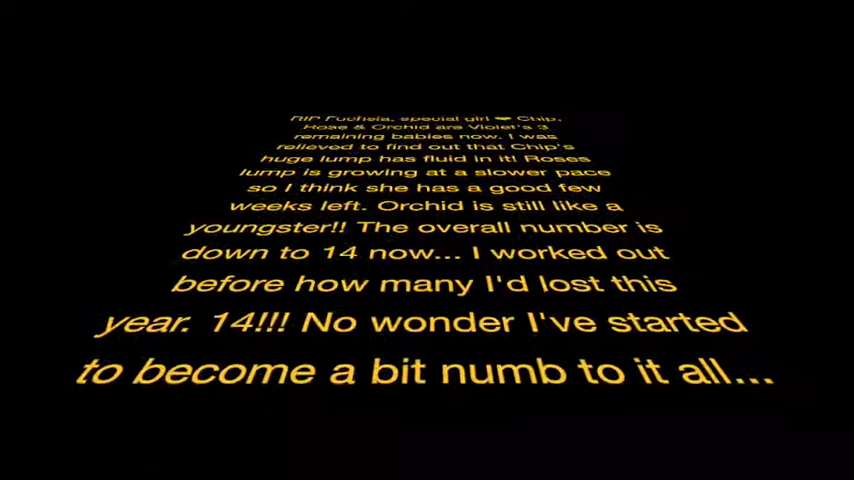 RIP Fuchsia, special girl ❤ Chip,
Rose & Orchid are Violet's 3
remaining babies now. I was
relieved to find out that Chip's
huge lump has fluid in it! Roses
lump is growing at a slower pace
so I think she has a good few
weeks left. Orchid is still like a
youngster!! The overall number is
down to 14 now... I worked out
before how many I'd lost this
year. 14!!! No wonder I've started
to become a bit numb to it all...